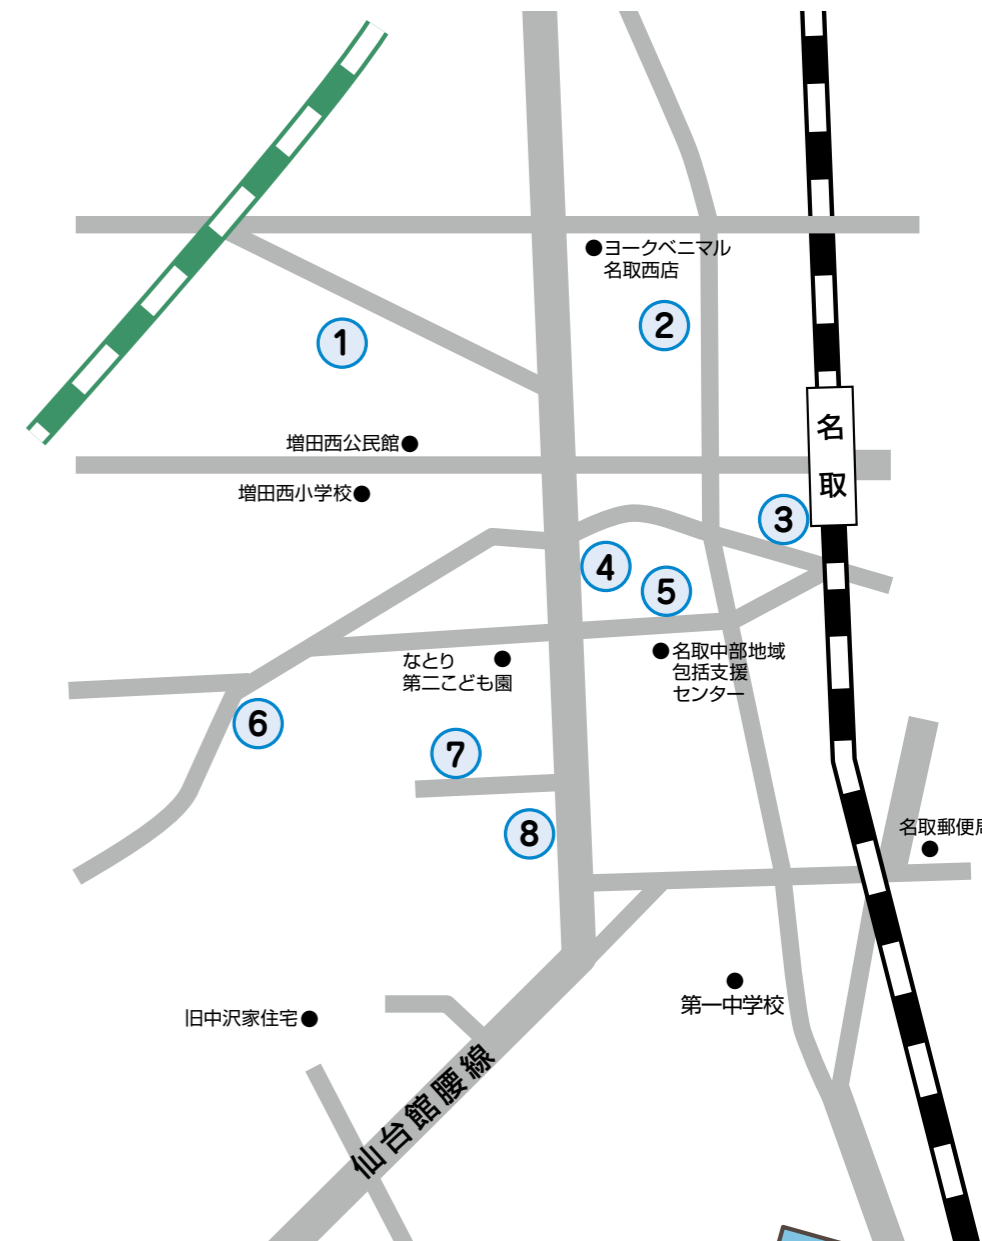 ヨークベニマル
名取西店
2
1
名取
増田西公民館
増田西小学校
3
4
5
なとり
第二こども園
名取中部地域
包括支援
センター
6
7
8
名取郵便局
第一中学校
旧中沢家住宅
仙台館腰線